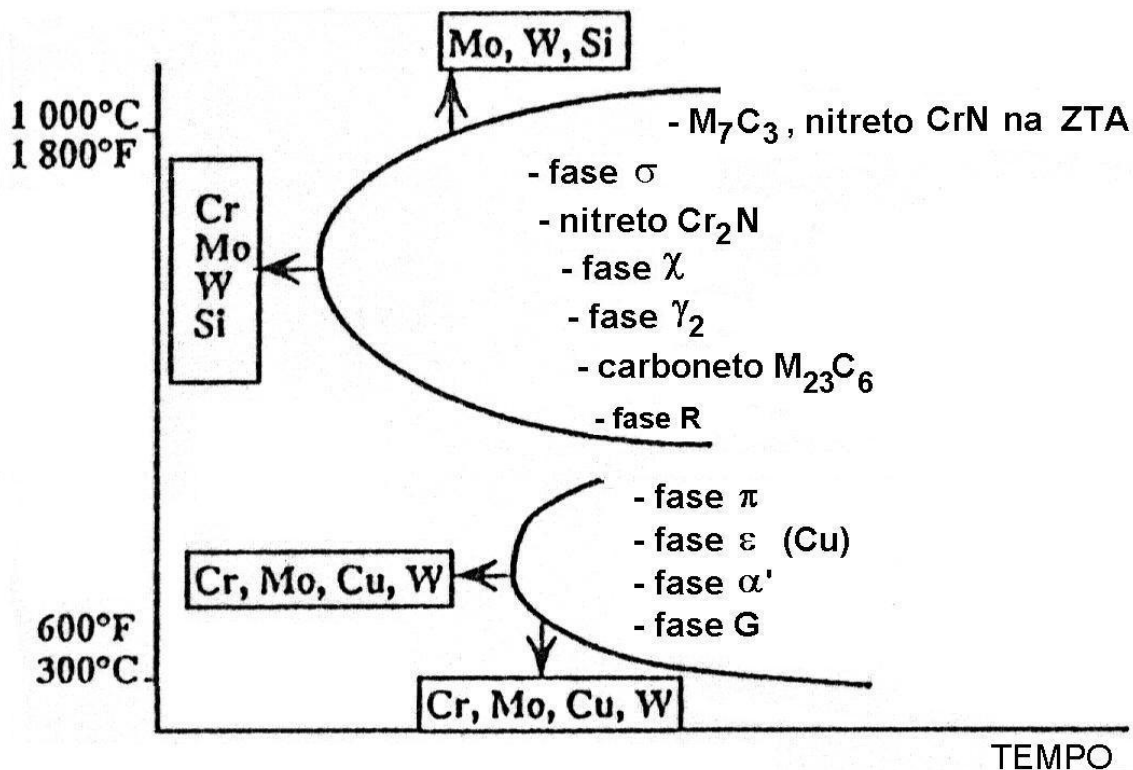 Mo, W, Si
1 000°C
1 800°F
- M₇C₃, nitreto CrN na ZTA
- fase σ
Cr
Mo
W
Si
- nitreto Cr₂N
- fase χ
- fase γ₂
- carboneto M₂₃C₆
- fase R
- fase π
- fase ε (Cu)
Cr, Mo, Cu, W
- fase α'
- fase G
600°F
300°C
Cr, Mo, Cu, W
TEMPO